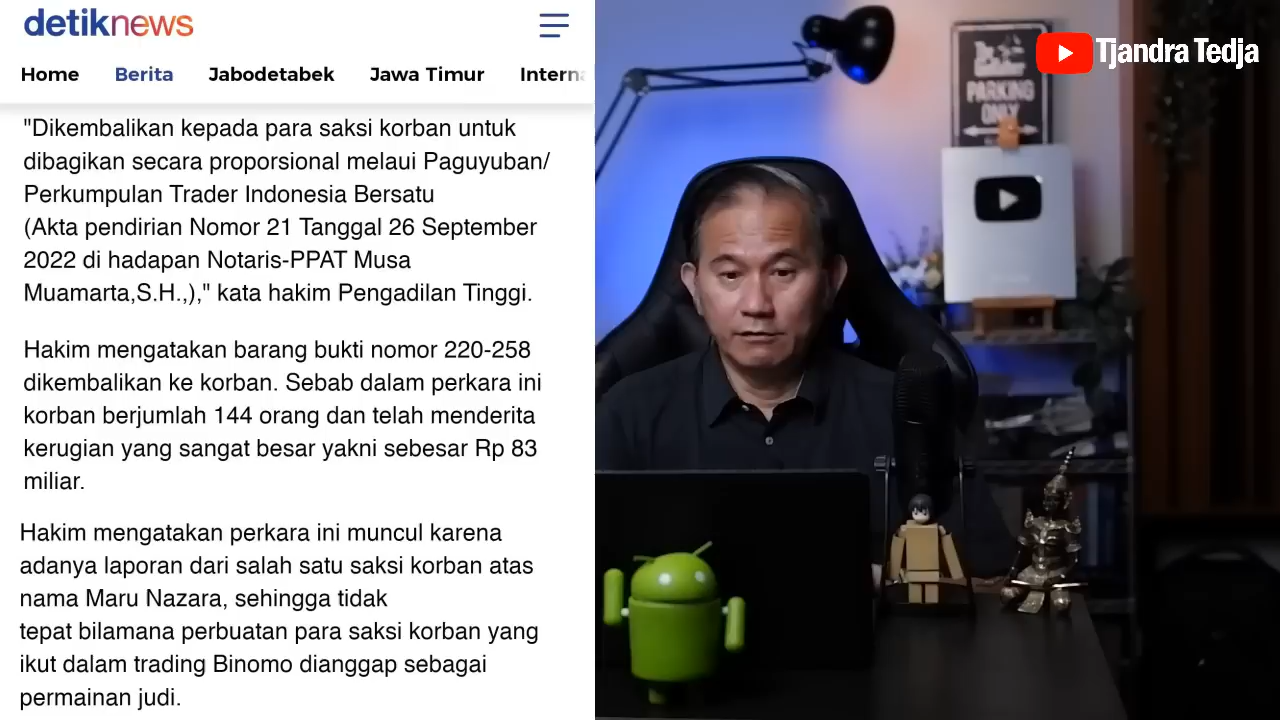 detiknews
Home Berita Jabodetabek Jawa Timur Interna
"Dikembalikan kepada para saksi korban untuk
dibagikan secara proporsional melaui Paguyuban/
Perkumpulan Trader Indonesia Bersatu
(Akta pendirian Nomor 21 Tanggal 26 September
2022 di hadapan Notaris-PPAT Musa
Muamarta,S.H.,)," kata hakim Pengadilan Tinggi.
Hakim mengatakan barang bukti nomor 220-258
dikembalikan ke korban. Sebab dalam perkara ini
korban berjumlah 144 orang dan telah menderita
kerugian yang sangat besar yakni sebesar Rp 83
miliar.
Hakim mengatakan perkara ini muncul karena
adanya laporan dari salah satu saksi korban atas
nama Maru Nazara, sehingga tidak
tepat bilamana perbuatan para saksi korban yang
ikut dalam trading Binomo dianggap sebagai
permainan judi.
Tjandra Tedja
The
PARKING
ONLY